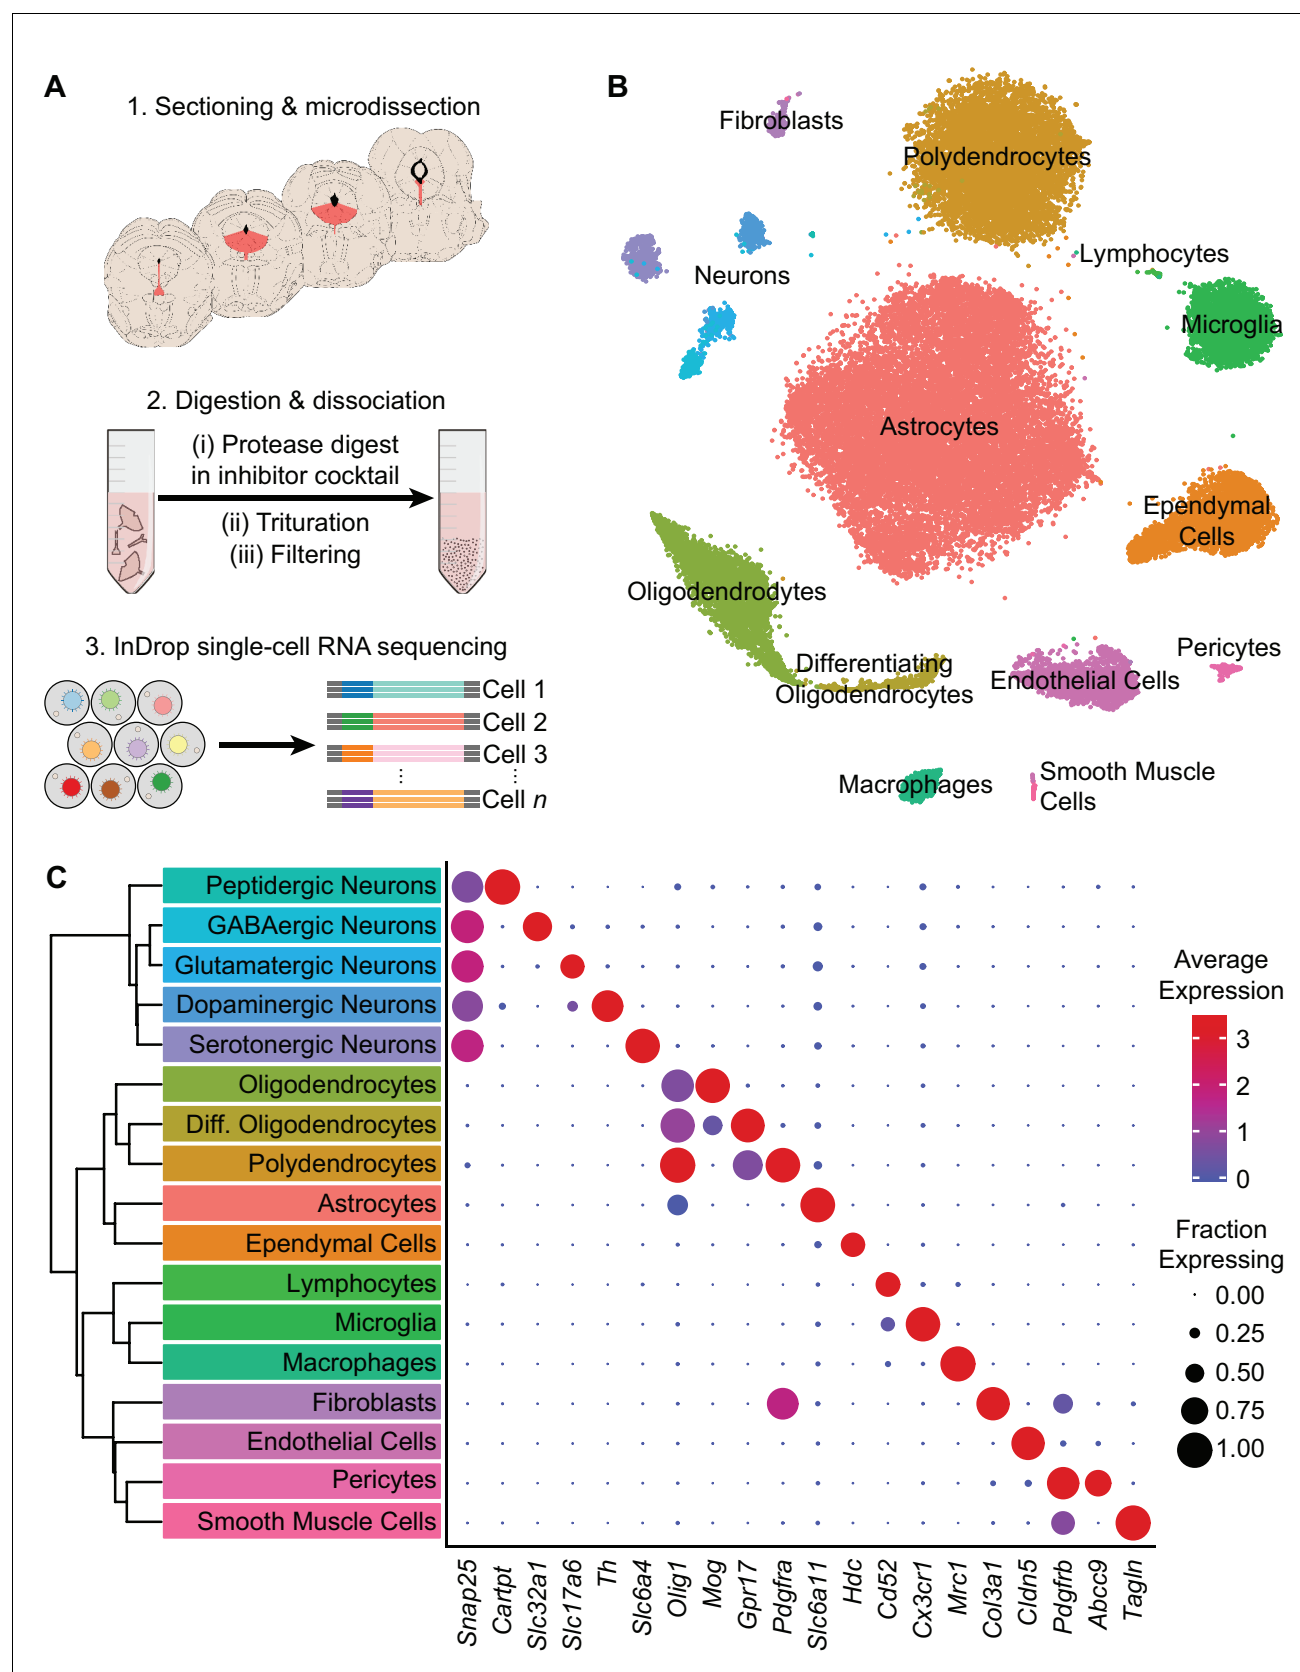 A
1. Sectioning & microdissection
2. Digestion & dissociation
(i) Protease digest
in inhibitor cocktail
(ii) Trituration
(iii) Filtering
3. InDrop single-cell RNA sequencing
Cell 1
Cell 2
Cell 3
...
...
Cell n
B
Fibroblasts
Polydendrocytes
Lymphocytes
Neurons
Microglia
Astrocytes
Ependymal
Cells
Oligodendrodytes
Differentiating
Oligodendrocytes
Endothelial Cells
Pericytes
Macrophages
Smooth Muscle
Cells
C
Peptidergic Neurons
GABAergic Neurons
Glutamatergic Neurons
Dopaminergic Neurons
Serotonergic Neurons
Oligodendrocytes
Diff. Oligodendrocytes
Polydendrocytes
Astrocytes
Ependymal Cells
Lymphocytes
Microglia
Macrophages
Fibroblasts
Endothelial Cells
Pericytes
Smooth Muscle Cells
Snap25
Cartpt
Slc32a1
Slc17a6
Th
Slc6a4
Olig1
Mog
Gpr17
Pdgfra
Slc6a11
Hdc
Cd52
Cx3cr1
Mrc1
Col3a1
Cldn5
Pdgfrb
Abcc9
Tagln
Average
Expression
3
2
1
0
Fraction
Expressing
0.00
0.25
0.50
0.75
1.00